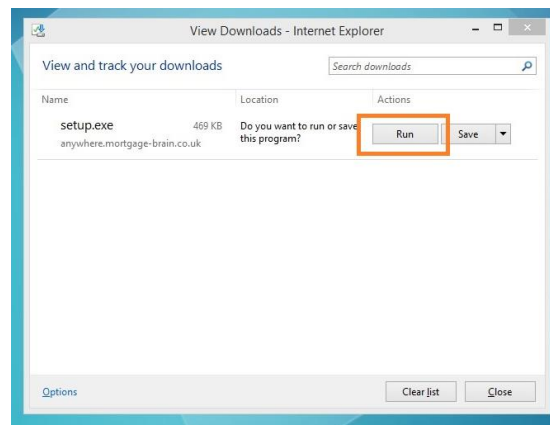 View Downloads - Internet Explorer
View and track your downloads
Search downloads
Name Location Actions
setup.exe 469 KB Do you want to run or save Run Save
anywhere.mortgage-brain.co.uk this program?
Options Clear list Close